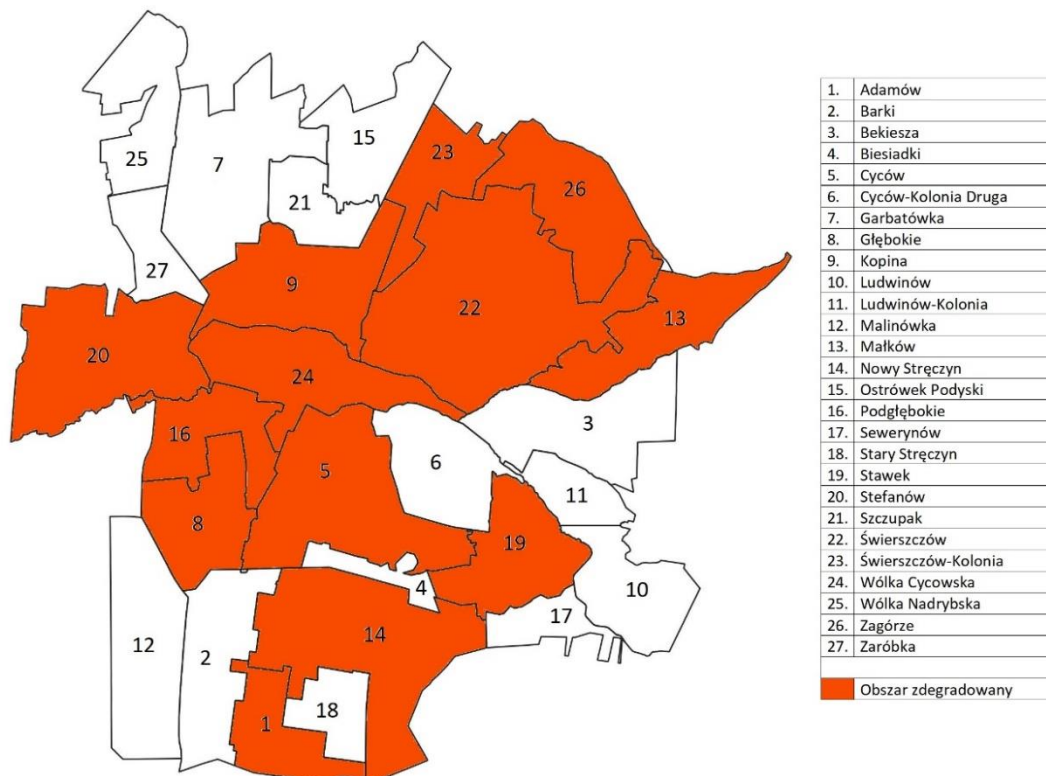 15
23
25
7
26
21
27
9
22
13
20
24
3
16
6
5
11
8
19
4
10
17
14
12
2
18
1
1. Adamów
2. Barki
3. Bekiesza
4. Biesiadki
5. Cyców
6. Cyców-Kolonia Druga
7. Garbatówka
8. Głębokie
9. Kopina
10. Ludwinów
11. Ludwinów-Kolonia
12. Malinówka
13. Małków
14. Nowy Stręczyn
15. Ostrówek Podyski
16. Podgłębokie
17. Sewerynów
18. Stary Stręczyn
19. Stawek
20. Stefanów
21. Szczupak
22. Świerszczów
23. Świerszczów-Kolonia
24. Wólka Cycowska
25. Wólka Nadrybska
26. Zagórze
27. Zaróbka
Obszar zdegradowany